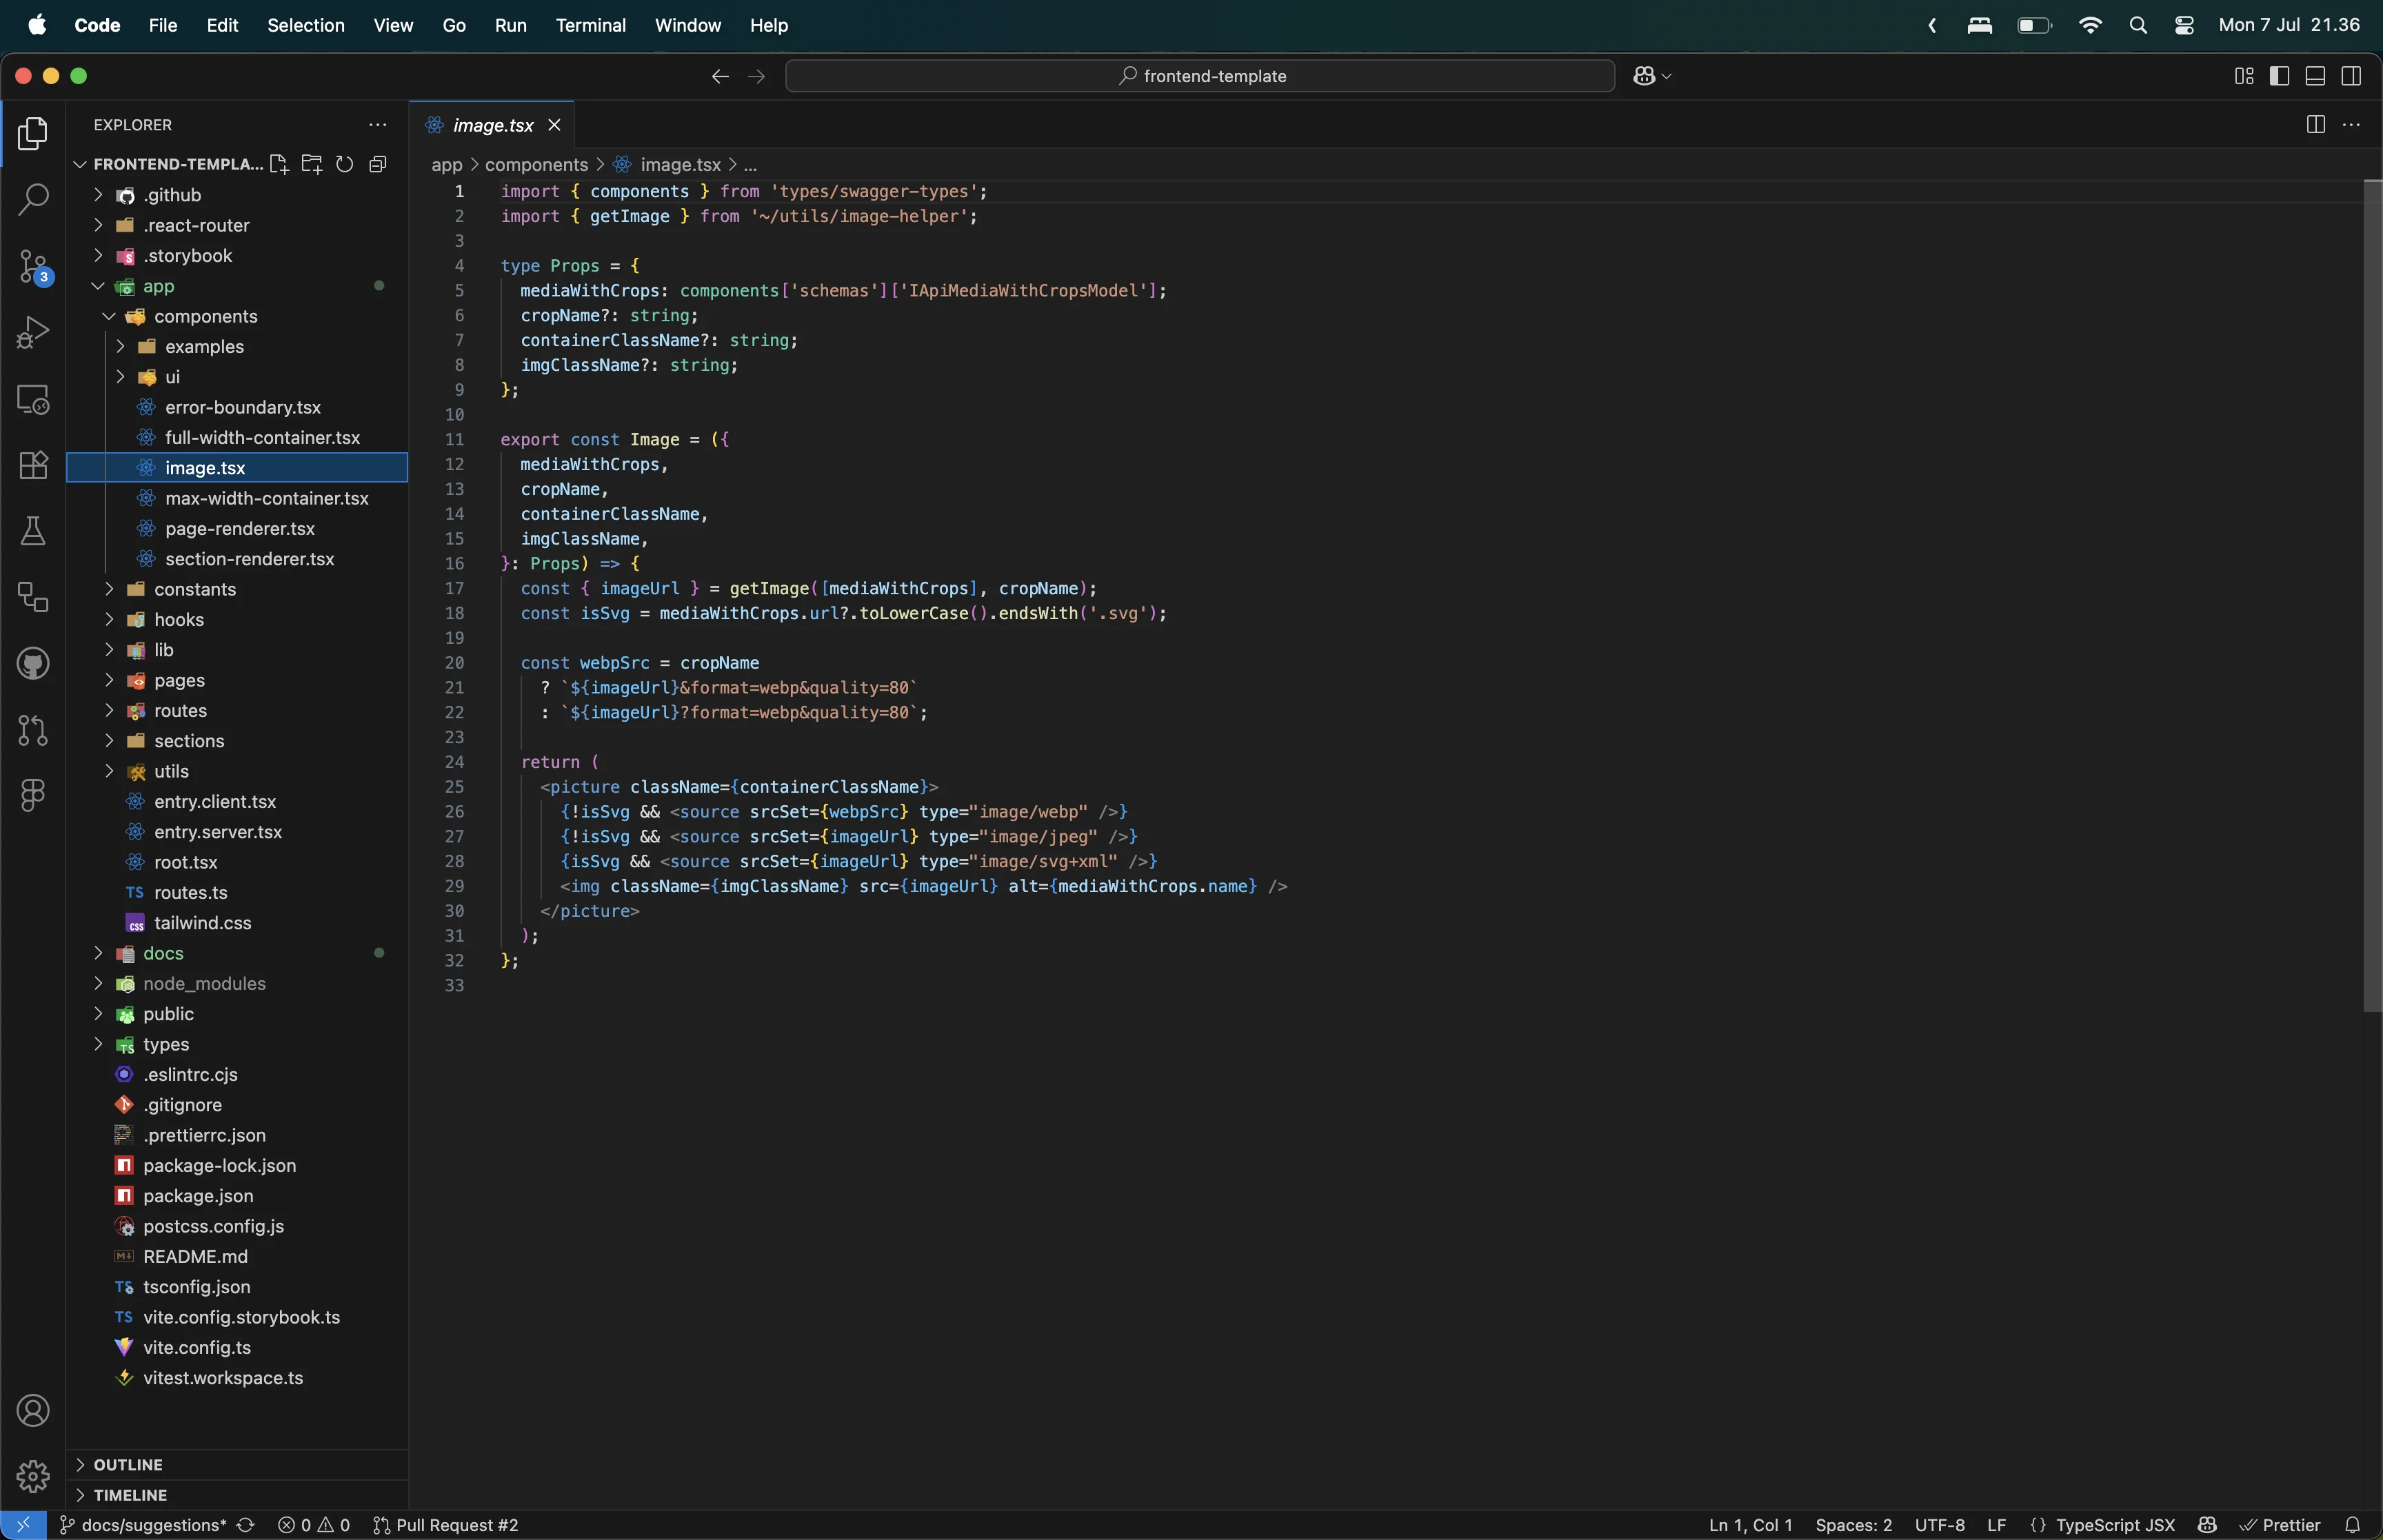 Code File Edit Selection View Go Run Terminal Window Help Mon 7 Jul 21.36
frontend-template
EXPLORER
FRONTEND-TEMPLA...
.github
.react-router
.storybook
app
components
examples
ui
error-boundary.tsx
full-width-container.tsx
image.tsx
max-width-container.tsx
page-renderer.tsx
section-renderer.tsx
constants
hooks
lib
pages
routes
sections
utils
entry.client.tsx
entry.server.tsx
root.tsx
TS routes.ts
tailwind.css
docs
node_modules
public
types
.eslintrc.cjs
.gitignore
.prettierrc.json
package-lock.json
package.json
postcss.config.js
README.md
TS tsconfig.json
TS vite.config.storybook.ts
vite.config.ts
vitest.workspace.ts
OUTLINE
TIMELINE
3
image.tsx
app > components > image.tsx > ...
1 import { components } from 'types/swagger-types';
2 import { getImage } from '~/utils/image-helper';
3
4 type Props = {
5 mediaWithCrops: components['schemas']['IApiMediaWithCropsModel'];
6 cropName?: string;
7 containerClassName?: string;
8 imgClassName?: string;
9 };
10
11 export const Image = ({
12 mediaWithCrops,
13 cropName,
14 containerClassName,
15 imgClassName,
16 }: Props) => {
17 const { imageUrl } = getImage([mediaWithCrops], cropName);
18 const isSvg = mediaWithCrops.url?.toLowerCase().endsWith('.svg');
19
20 const webpSrc = cropName
21 ? `${imageUrl}&format=webp&quality=80`
22 : `${imageUrl}?format=webp&quality=80`;
23
24 return (
25 <picture className={containerClassName}>
26 {!isSvg && <source srcSet={webpSrc} type="image/webp" />}
27 {!isSvg && <source srcSet={imageUrl} type="image/jpeg" />}
28 {isSvg && <source srcSet={imageUrl} type="image/svg+xml" />}
29 <img className={imgClassName} src={imageUrl} alt={mediaWithCrops.name} />
30 </picture>
31 );
32 };
33
docs/suggestions* 0 0 Pull Request #2 Ln 1, Col 1 Spaces: 2 UTF-8 LF {} TypeScript JSX Prettier